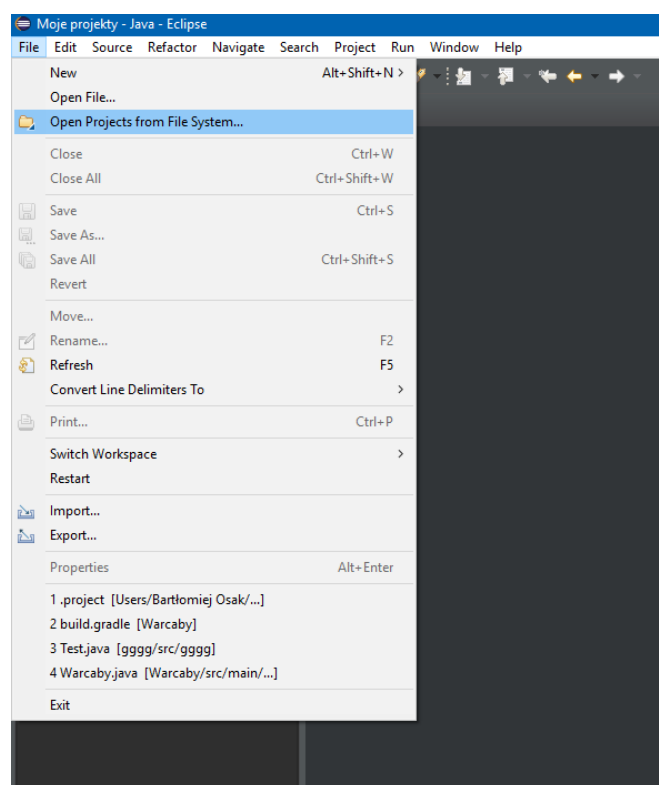 Moje projekty - Java - Eclipse
File Edit Source Refactor Navigate Search Project Run Window Help
New Alt+Shift+N >
Open File...
Open Projects from File System...
Close Ctrl+W
Close All Ctrl+Shift+W
Save Ctrl+S
Save As...
Save All Ctrl+Shift+S
Revert
Move...
Rename... F2
Refresh F5
Convert Line Delimiters To >
Print... Ctrl+P
Switch Workspace >
Restart
Import...
Export...
Properties Alt+Enter
1 .project [Users/Bartłomiej Osak/...]
2 build.gradle [Warcaby]
3 Test.java [gggg/src/gggg]
4 Warcaby.java [Warcaby/src/main/...]
Exit